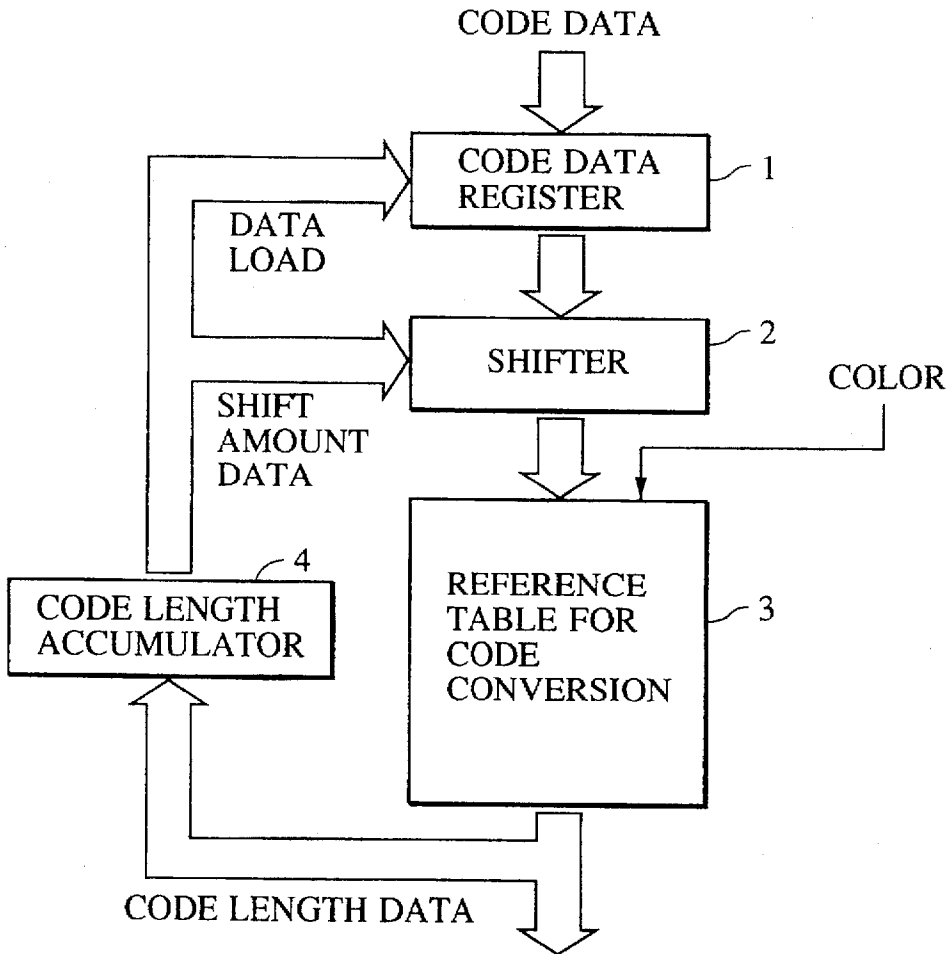 CODE DATA
CODE DATA
REGISTER
1
DATA
LOAD
SHIFTER
2
COLOR
SHIFT
AMOUNT
DATA
4
CODE LENGTH
ACCUMULATOR
REFERENCE
TABLE FOR
CODE
CONVERSION
3
CODE LENGTH DATA